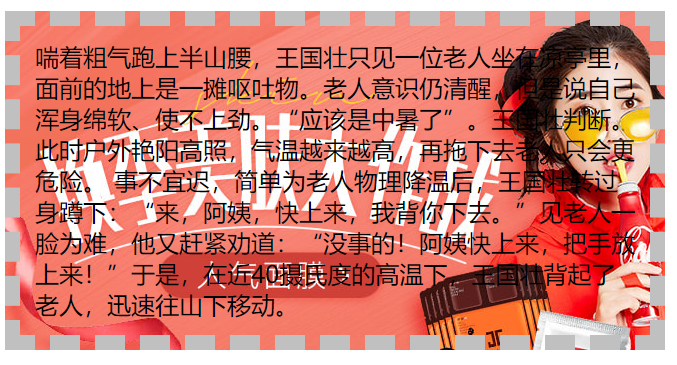 喘着粗气跑上半山腰，王国壮只见一位老人坐在凉亭里，
面前的地上是一摊呕吐物。老人意识仍清醒，但是说自己
浑身绵软、使不上劲。“应该是中暑了”。王国壮判断。
此时户外艳阳高照，气温越来越高，再拖下去老人只会更
危险。 事不宜迟，简单为老人物理降温后，王国壮转过
身蹲下：“来，阿姨，快上来，我背你下去。”见老人一
脸为难，他又赶紧劝道：“没事的！阿姨快上来，把手放
上来！”于是，在近40摄氏度的高温下，王国壮背起了
老人，迅速往山下移动。
人气面膜